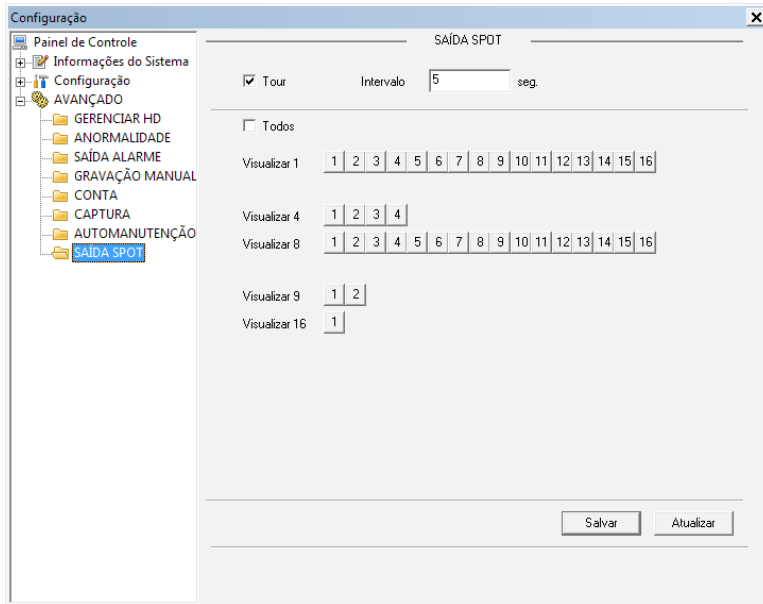 Configuração
Painel de Controle
Informações do Sistema
Configuração
AVANÇADO
GERENCIAR HD
ANORMALIDADE
SAÍDA ALARME
GRAVAÇÃO MANUAL
CONTA
CAPTURA
AUTOMANUTENÇÃO
SAÍDA SPOT
SAÍDA SPOT
Tour Intervalo 5 seg.
Todos
Visualizar 1 1 2 3 4 5 6 7 8 9 10 11 12 13 14 15 16
Visualizar 4 1 2 3 4
Visualizar 8 1 2 3 4 5 6 7 8 9 10 11 12 13 14 15 16
Visualizar 9 1 2
Visualizar 16 1
Salvar Atualizar